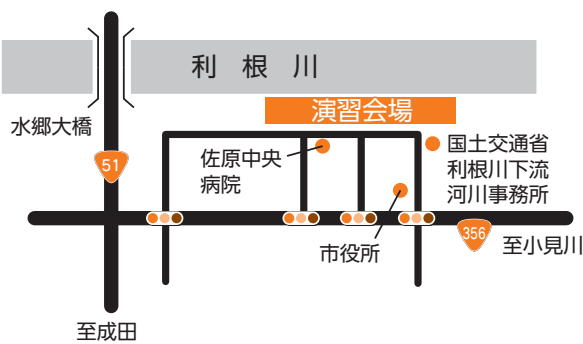 利根川
演習会場
水郷大橋
51
佐原中央
病院
国土交通省
利根川下流
河川事務所
市役所
356
至小見川
至成田